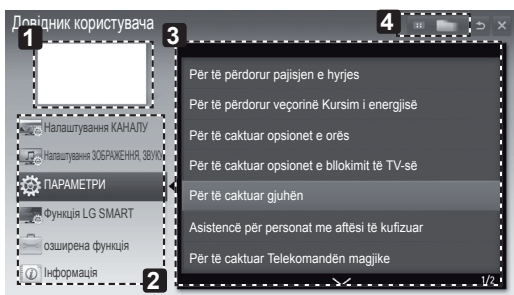 Довідник користувача
4
1
3
Për të përdorur pajisjen e hyrjes
Për të përdorur veçorinë Kursim i energjisë
Për të caktuar opsionet e orës
Për të caktuar opsionet e bllokimit të TV-së
Për të caktuar gjuhën
Asistencë për personat me aftësi të kufizuar
Për të caktuar Telekomandën magjike
1/2
Налаштування КАНАЛУ
Налаштування ЗОБРАЖЕННЯ, ЗВУК
ПАРАМЕТРИ
Функція LG SMART
озширена функція
Інформація
2